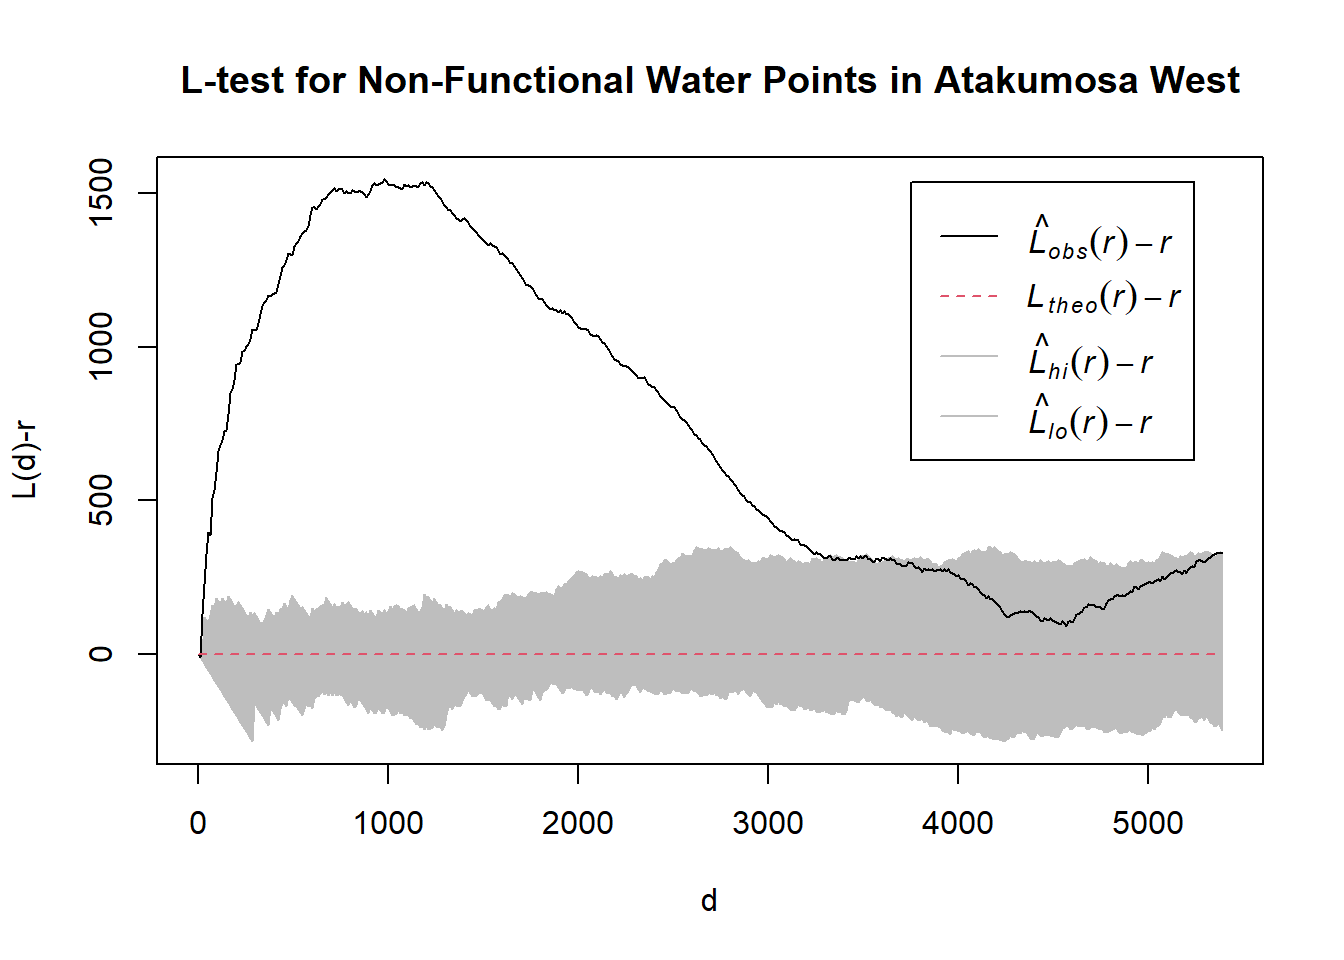 L-test for Non-Functional Water Points in Atakumosa West
L(d)-r
1500
1000
500
0
L̂obs(r) − r
Ltheo(r) − r
L̂hi(r) − r
L̂lo(r) − r
0 1000 2000 3000 4000 5000
d